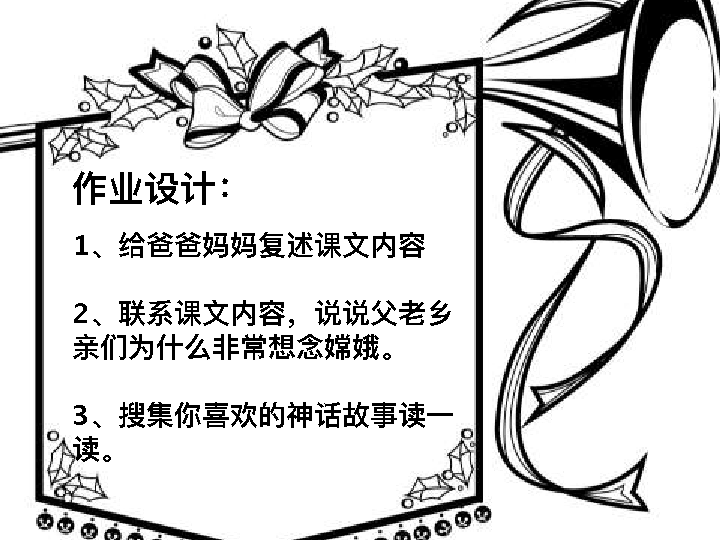 作业设计：
1、给爸爸妈妈复述课文内容
2、联系课文内容，说说父老乡
亲们为什么非常想念嫦娥。
3、搜集你喜欢的神话故事读一
读。